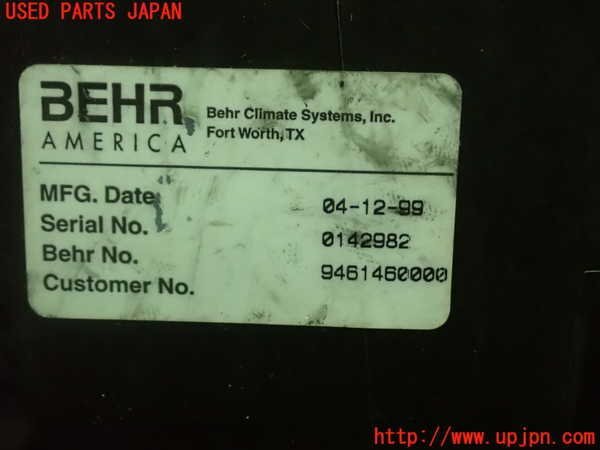 USED PARTS JAPAN
BEHR
AMERICA
Behr Climate Systems, Inc.
Fort Worth, TX
MFG. Date 04-12-99
Serial No. 0142982
Behr No. 9461460000
Customer No.
http://www.upjpn.com/